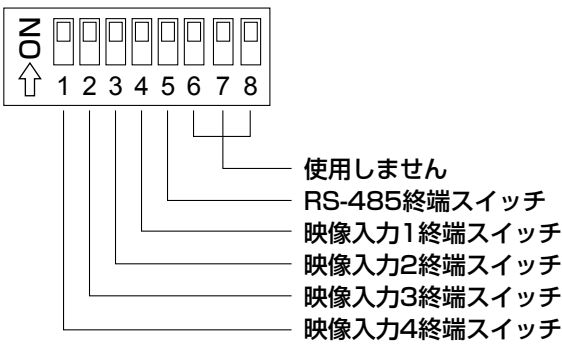 ON
1 2 3 4 5 6 7 8
使用しません
RS-485終端スイッチ
映像入力1終端スイッチ
映像入力2終端スイッチ
映像入力3終端スイッチ
映像入力4終端スイッチ